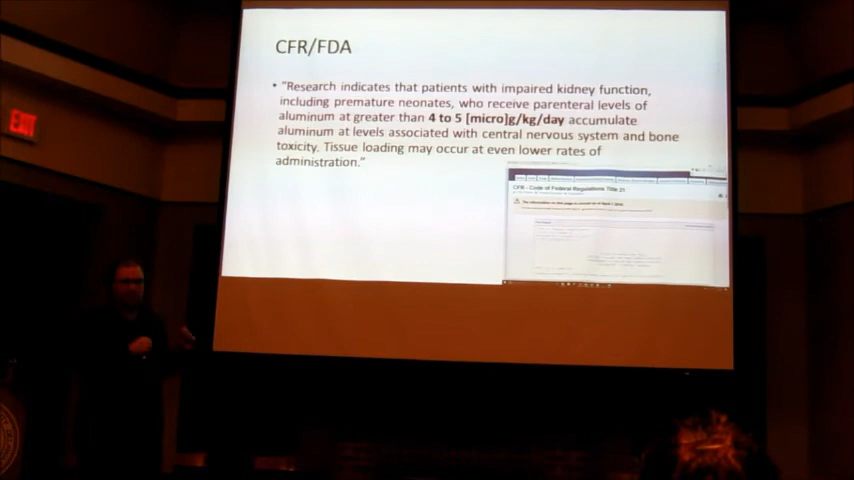 CFR/FDA
• "Research indicates that patients with impaired kidney function,
including premature neonates, who receive parenteral levels of
aluminum at greater than 4 to 5 [micro]g/kg/day accumulate
aluminum at levels associated with central nervous system and bone
toxicity. Tissue loading may occur at even lower rates of
administration."
EXIT
CFR - Code of Federal Regulations Title 21